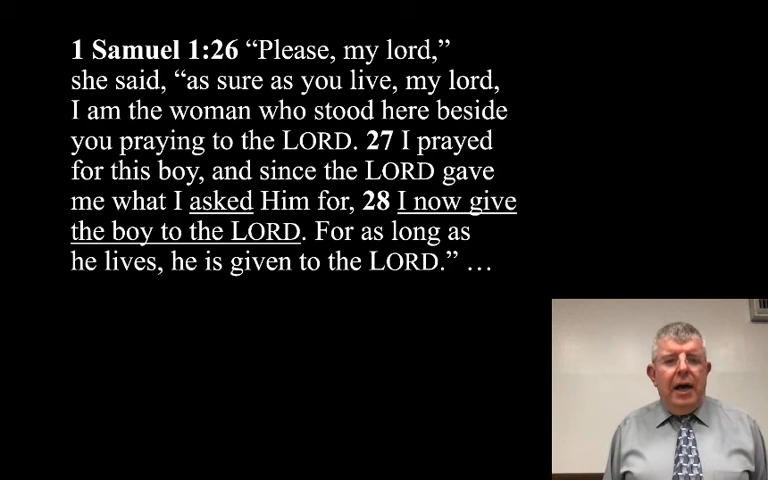 1 Samuel 1:26 “Please, my lord,”
she said, “as sure as you live, my lord,
I am the woman who stood here beside
you praying to the LORD. 27 I prayed
for this boy, and since the LORD gave
me what I asked Him for, 28 I now give
the boy to the LORD. For as long as
he lives, he is given to the LORD.” …